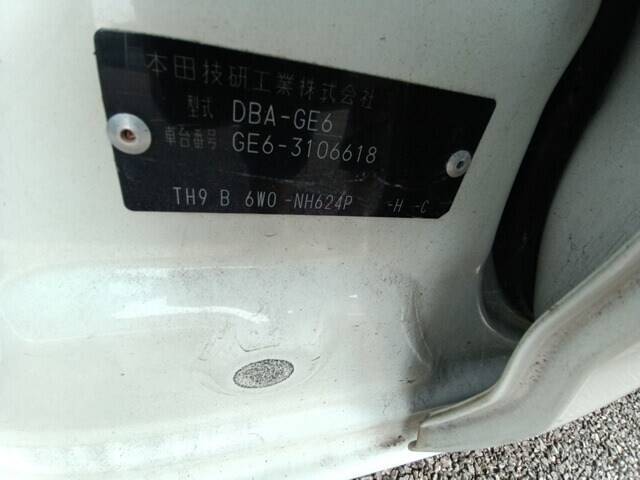 本田技研工業株式会社
型式 DBA-GE6
車台番号 GE6-3106618
TH9 B 6W0 -NH624P -H -C